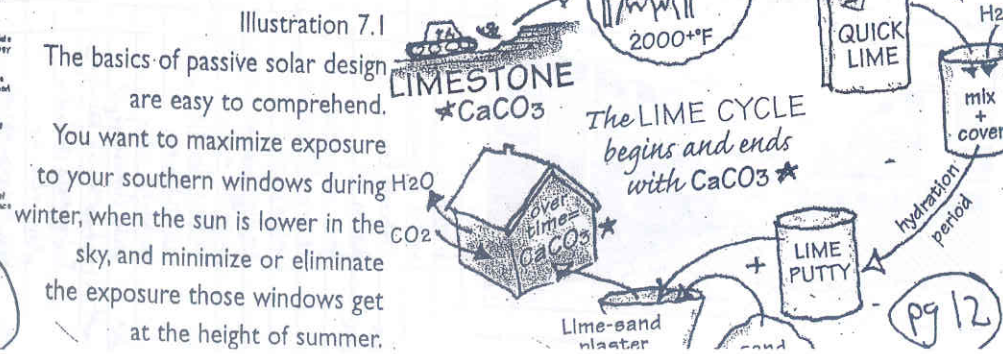 Illustration 7.1
The basics of passive solar design
are easy to comprehend.
You want to maximize exposure
to your southern windows during
winter, when the sun is lower in the
sky, and minimize or eliminate
the exposure those windows get
at the height of summer.
LIMESTONE
*CaCO3
2000+°F
QUICK
LIME
H2
mix
+
cover
The LIME CYCLE
begins and ends
with CaCO3 *
hydration
period
LIME
PUTTY
+
H2O
CO2
over
time=
CaCO3 *
Lime-sand
plaster
sand
pg 12